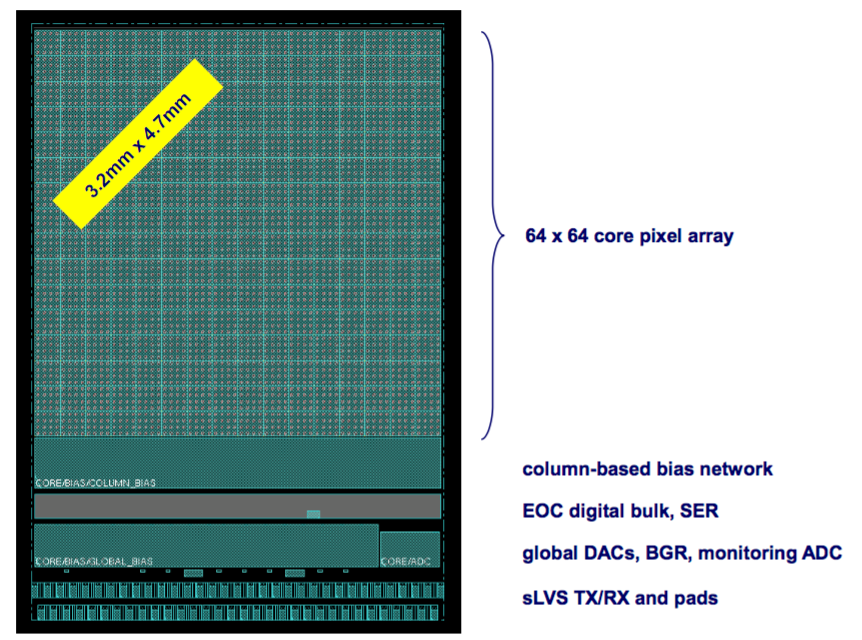 3.2mm x 4.7mm
64 x 64 core pixel array
CORE/BIAS/COLUMN_BIAS
column-based bias network
EOC digital bulk, SER
CORE/BIAS/GLOBAL_BIAS
CORE/ADC
global DACs, BGR, monitoring ADC
sLVS TX/RX and pads